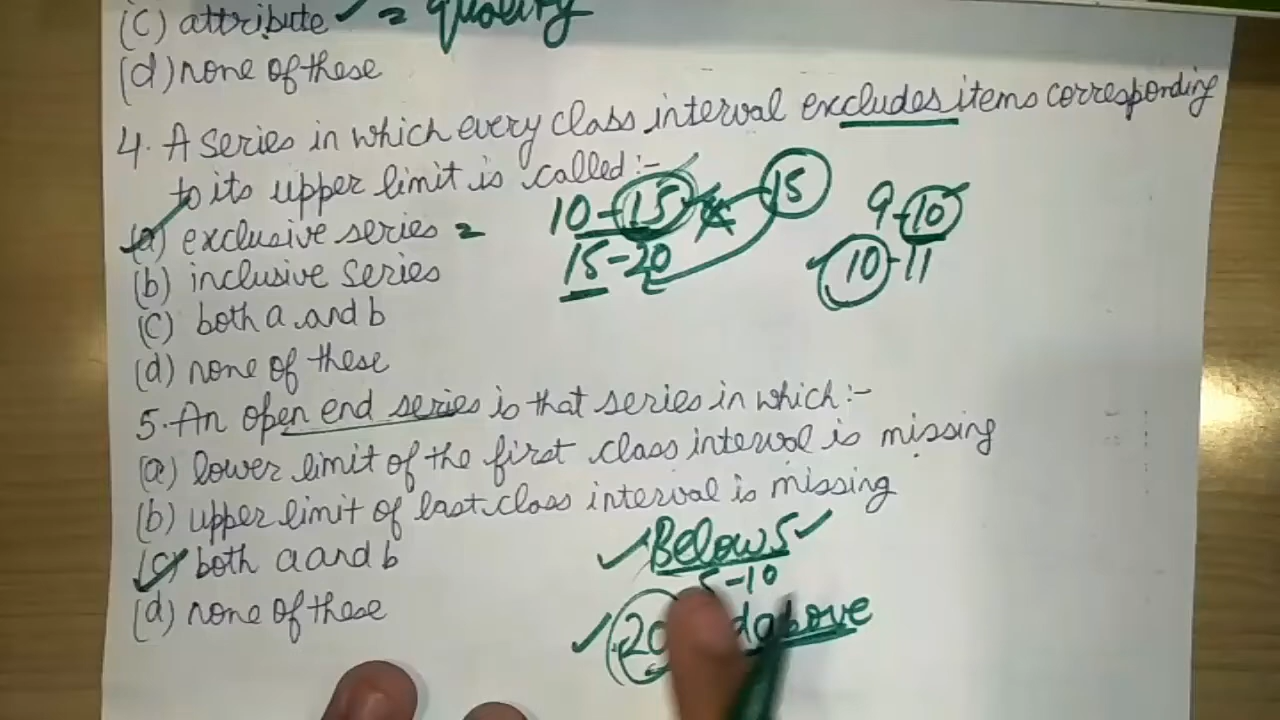 (c) attribute = quality
(d) none of these
4. A series in which every class interval excludes items corresponding
to its upper limit is called :-
(a) exclusive series =
(b) inclusive series
(c) both a and b
(d) none of these
10-15 15
15-20
9-10
10-11
5. An open end series is that series in which :-
(a) lower limit of the first class interval is missing
(b) upper limit of last class interval is missing
(c) both a and b
(d) none of these
Below 5
5-10
20 above